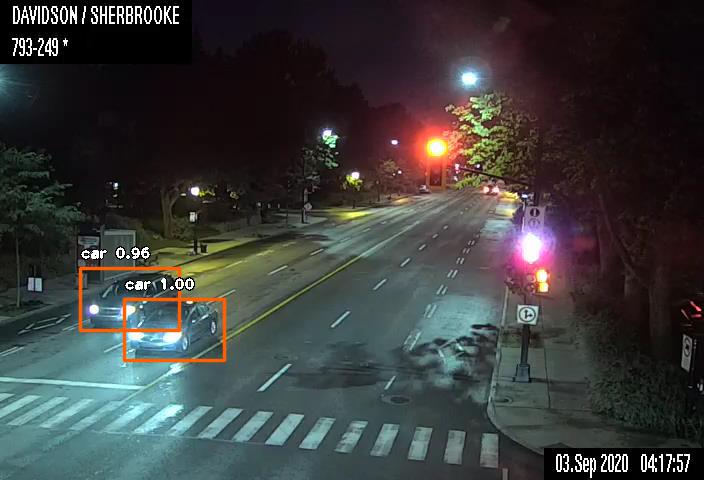 DAVIDSON / SHERBROOKE
793-249 *
car 0.96
car 1.00
03.Sep 2020 04:17:57